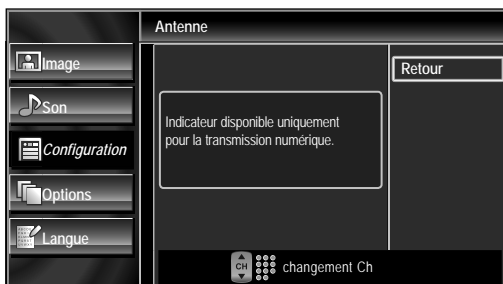 Antenne
Image
Son
Configuration
Options
Langue
Indicateur disponible uniquement
pour la transmission numérique.
Retour
CH
changement Ch